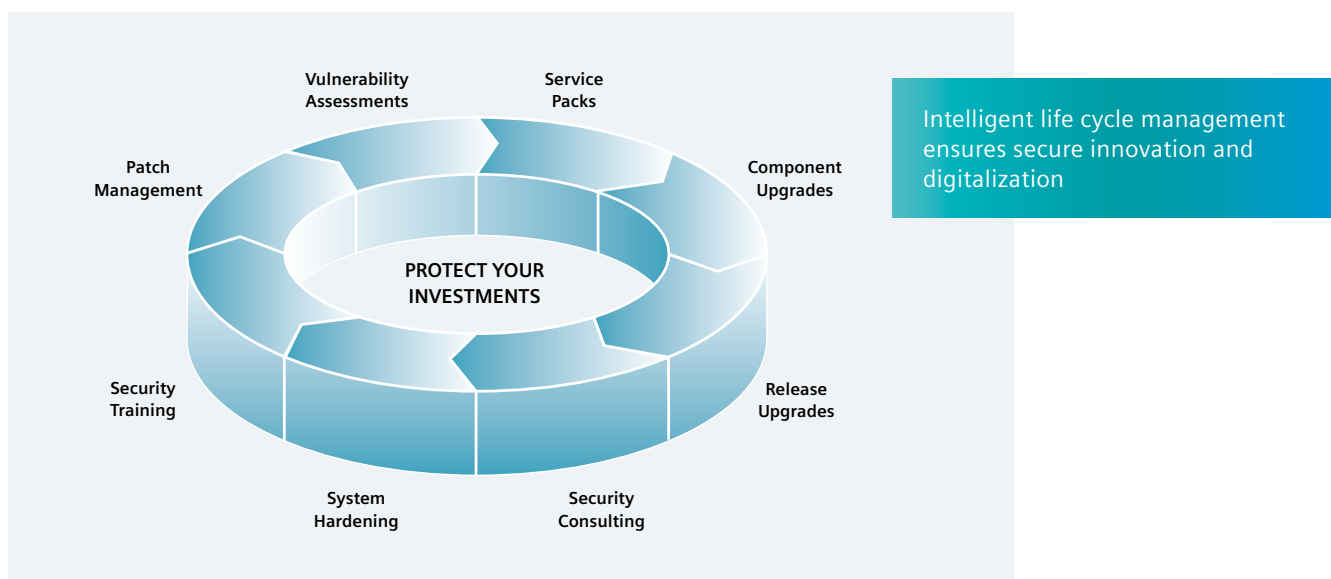 Vulnerability
Assessments
Service
Packs
Intelligent life cycle management
ensures secure innovation and
digitalization
Patch
Management
Component
Upgrades
PROTECT YOUR
INVESTMENTS
Security
Training
Release
Upgrades
System
Hardening
Security
Consulting